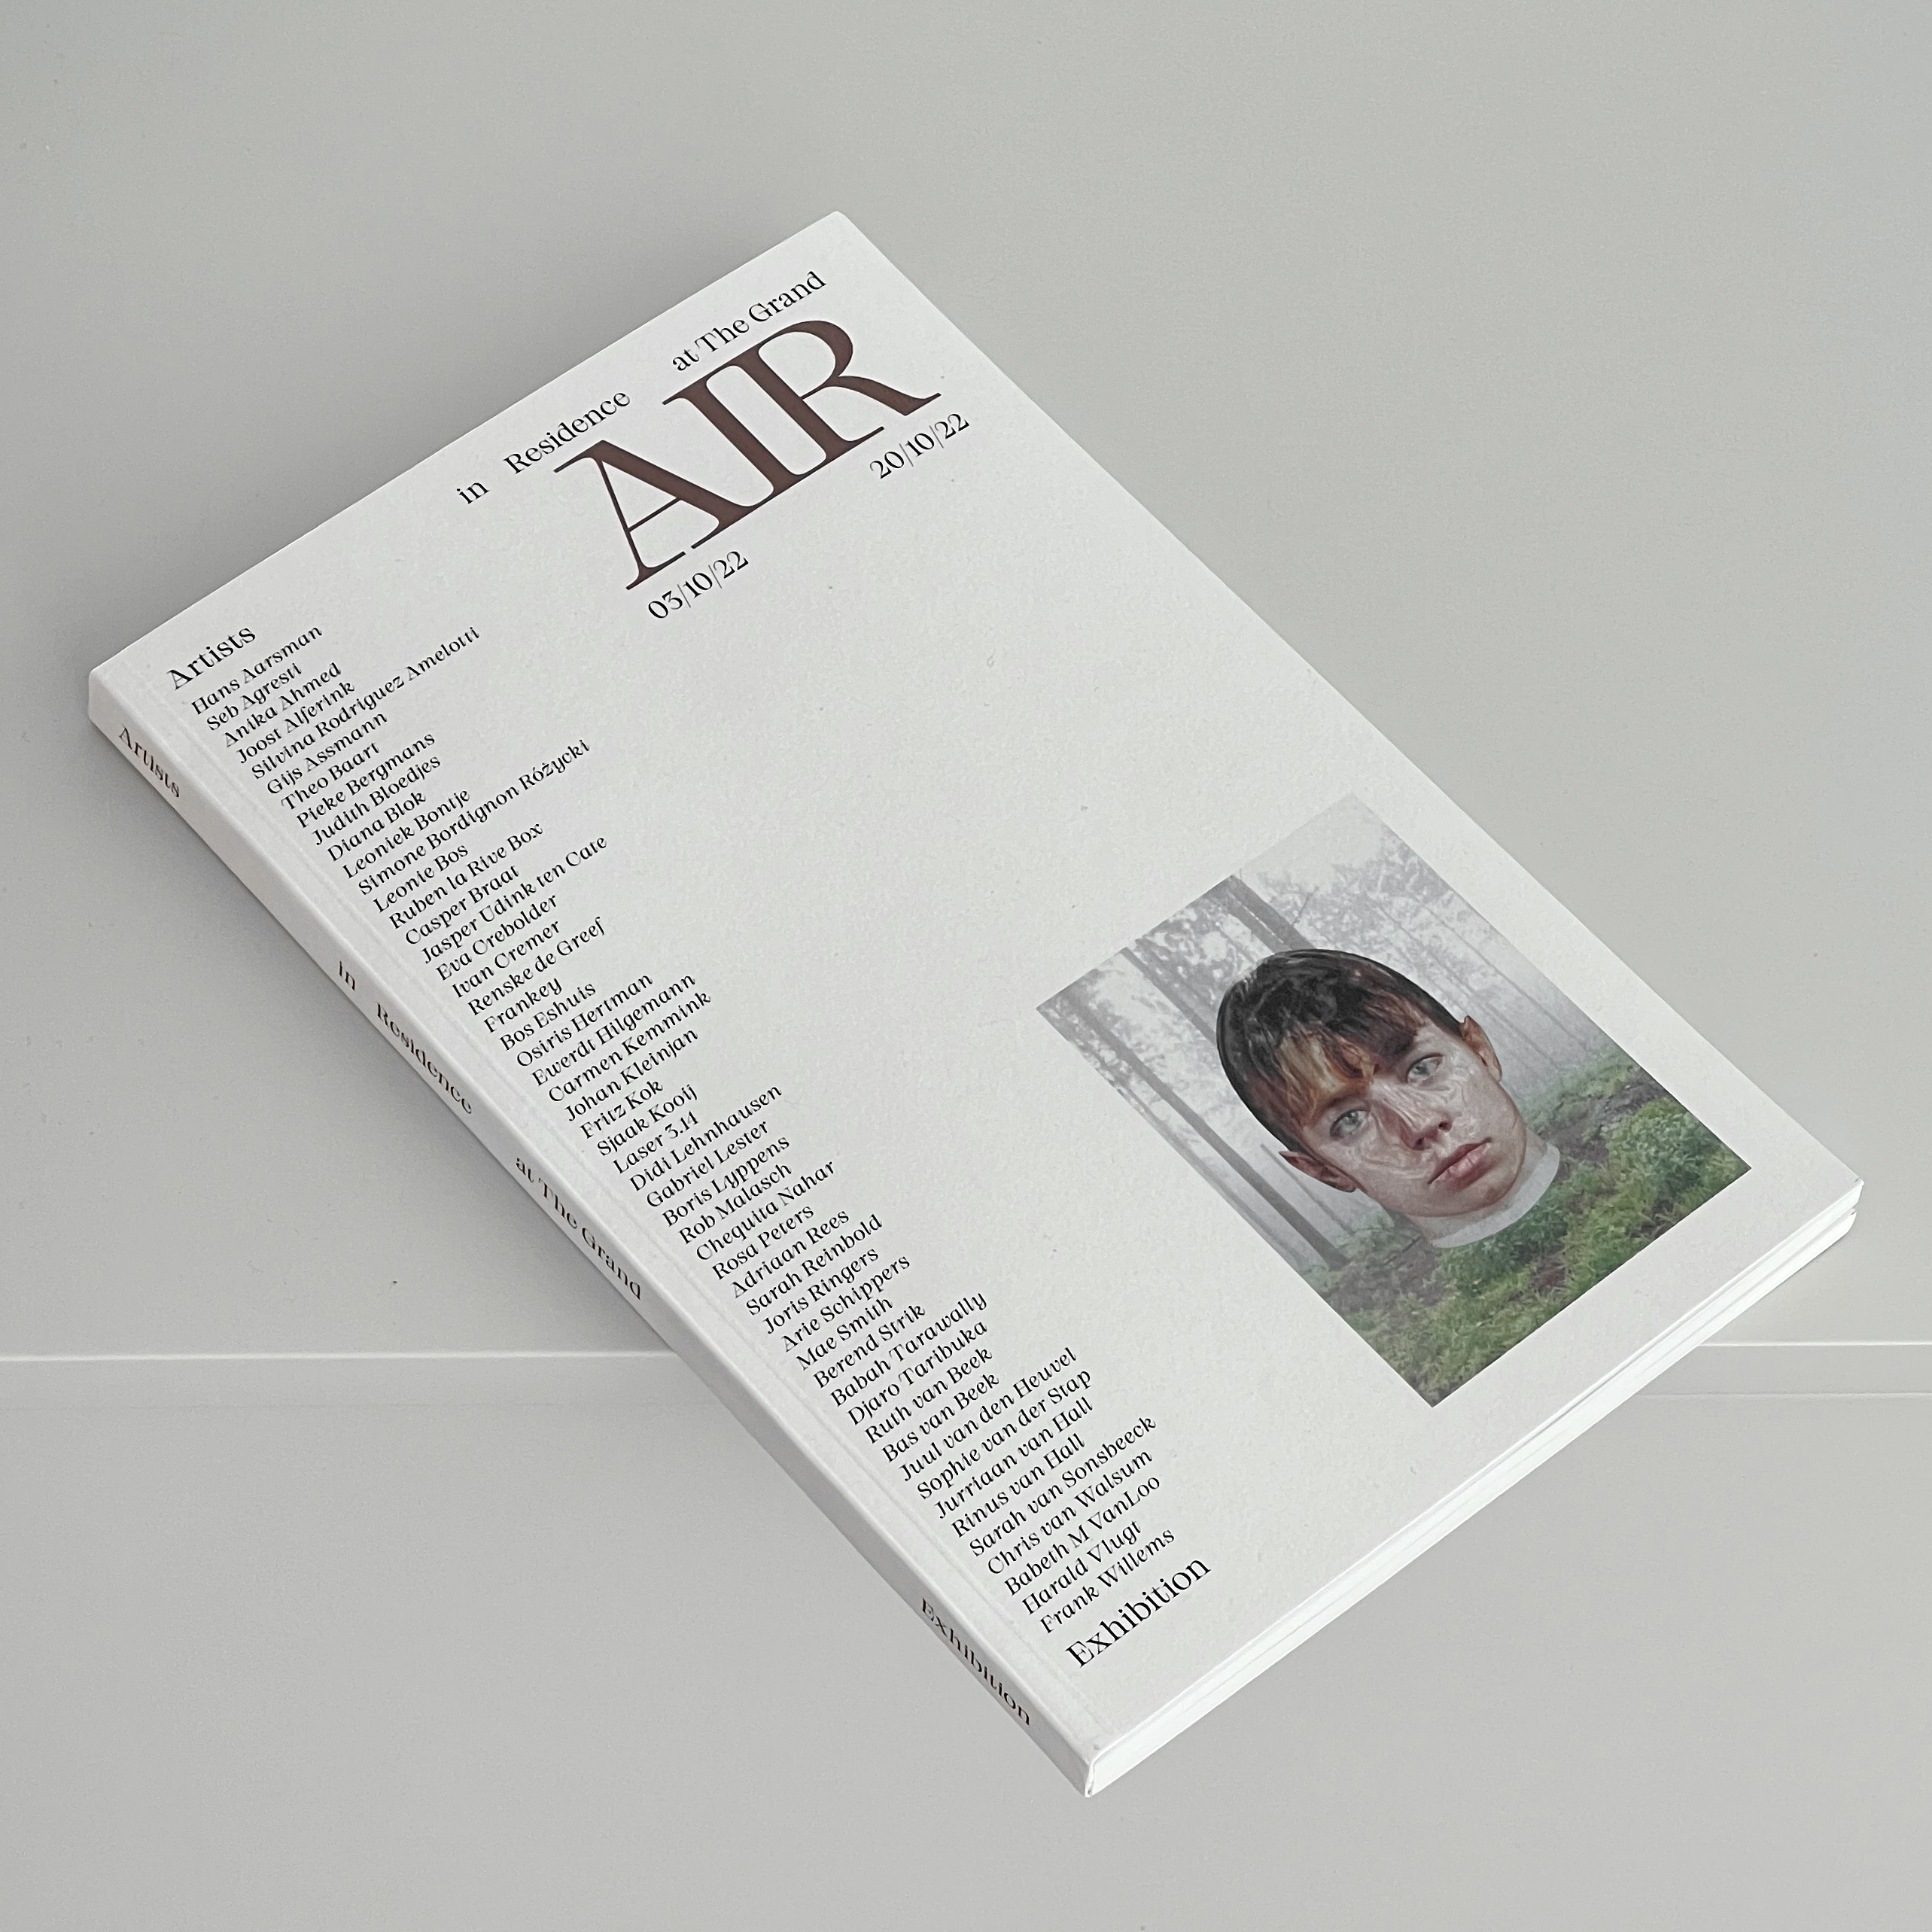 Artists in Residence at The Grand
AIR
03/10/22 20/10/22
Hans Aarsman
Seb Agresti
Anika Ahmed
Joost Alferink
Silvina Rodriguez Amelotti
Gijs Assmann
Theo Baart
Pieke Bergmans
Judith Bloedjes
Diana Blok
Leoniek Bontje
Simone Bordignon Różycki
Leonie Bos
Ruben la Rive Box
Casper Braat
Jasper Udink ten Cate
Eva Crebolder
Ivan Cremer
Renske de Greef
Frankey
Bos Eshuis
Osiris Hertman
Ewerdt Hilgemann
Carmen Kemmink
Johan Kleinjan
Fritz Kok
Sjaak Kooij
Laser 3.14
Didi Lehnhausen
Gabriel Lester
Boris Lyppens
Rob Malasch
Chequita Nahar
Rosa Peters
Adriaan Rees
Sarah Reinbold
Joris Ringers
Arie Schippers
Mae Smith
Berend Strik
Babah Tarawally
Djaro Taribuka
Ruth van Beek
Bas van Beek
Juul van den Heuvel
Sophie van der Stap
Jurriaan van Hall
Rinus van Hall
Sarah van Sonsbeeck
Chris van Walsum
Babeth M VanLoo
Harald Vlugt
Frank Willems
Exhibition
Artists in Residence at The Grand Exhibition